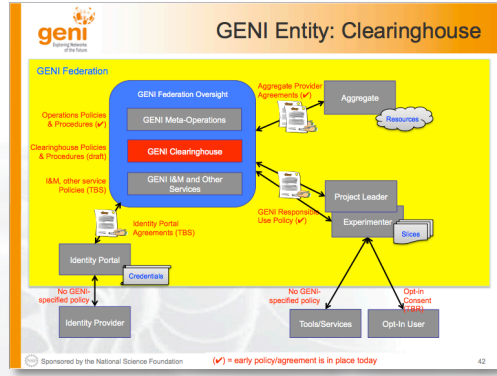 geni
Exploring Networks
of the Future
GENI Entity: Clearinghouse
GENI Federation
GENI Federation Oversight
GENI Meta-Operations
GENI Clearinghouse
GENI I&M and Other
Services
Operations Policies
& Procedures (✔)
Clearinghouse Policies
& Procedures (draft)
I&M, other service
Policies (TBS)
Aggregate Provider
Agreements (✔)
Aggregate
Resources
Project Leader
Experimenter
Slices
GENI Responsible
Use Policy (✔)
Identity Portal
Agreements (TBS)
Identity Portal
Credentials
No GENI-
specified policy
Identity Provider
No GENI-
specified policy
Opt-in
Consent
(TBR)
Tools/Services
Opt-In User
Sponsored by the National Science Foundation
(✔) = early policy/agreement is in place today
42